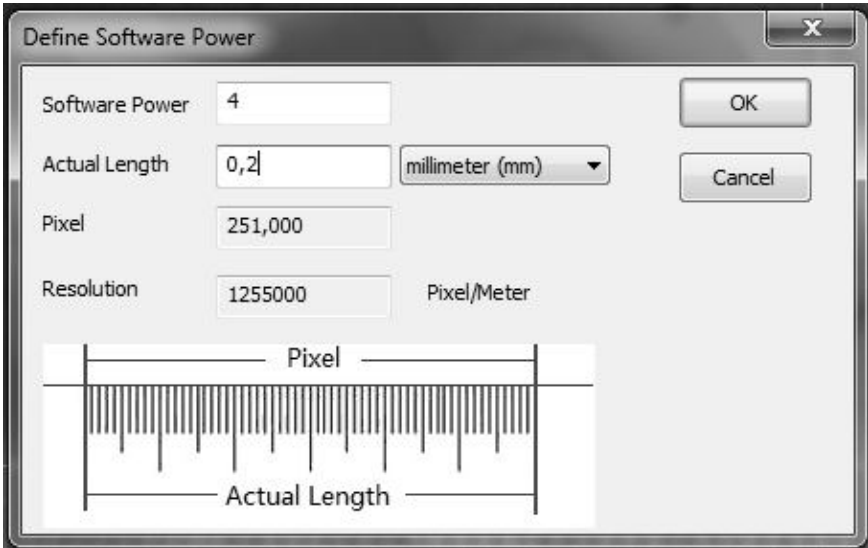 Define Software Power
x
Software Power 4 OK
Actual Length 0,2 millimeter (mm) Cancel
Pixel 251,000
Resolution 1255000 Pixel/Meter
Pixel
Actual Length